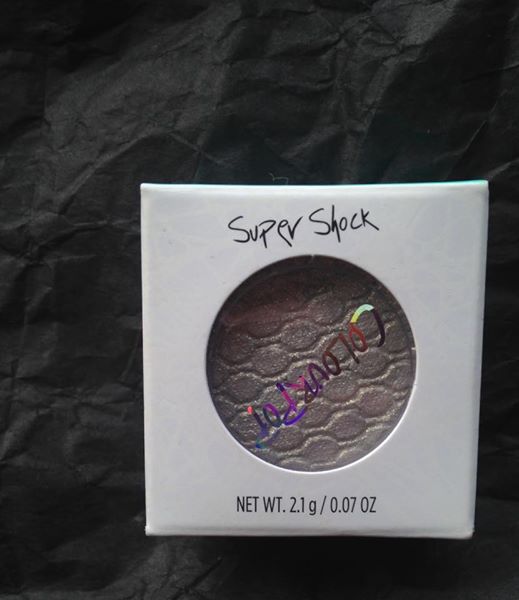 Super Shock
COLOURPOP
NET WT. 2.1 g / 0.07 OZ